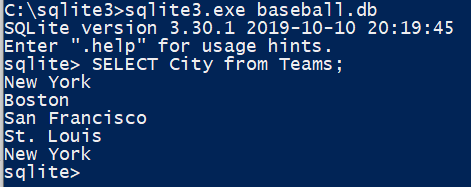 C:\sqlite3>sqlite3.exe baseball.db
SQLite version 3.30.1 2019-10-10 20:19:45
Enter ".help" for usage hints.
sqlite> SELECT City from Teams;
New York
Boston
San Francisco
St. Louis
New York
sqlite>